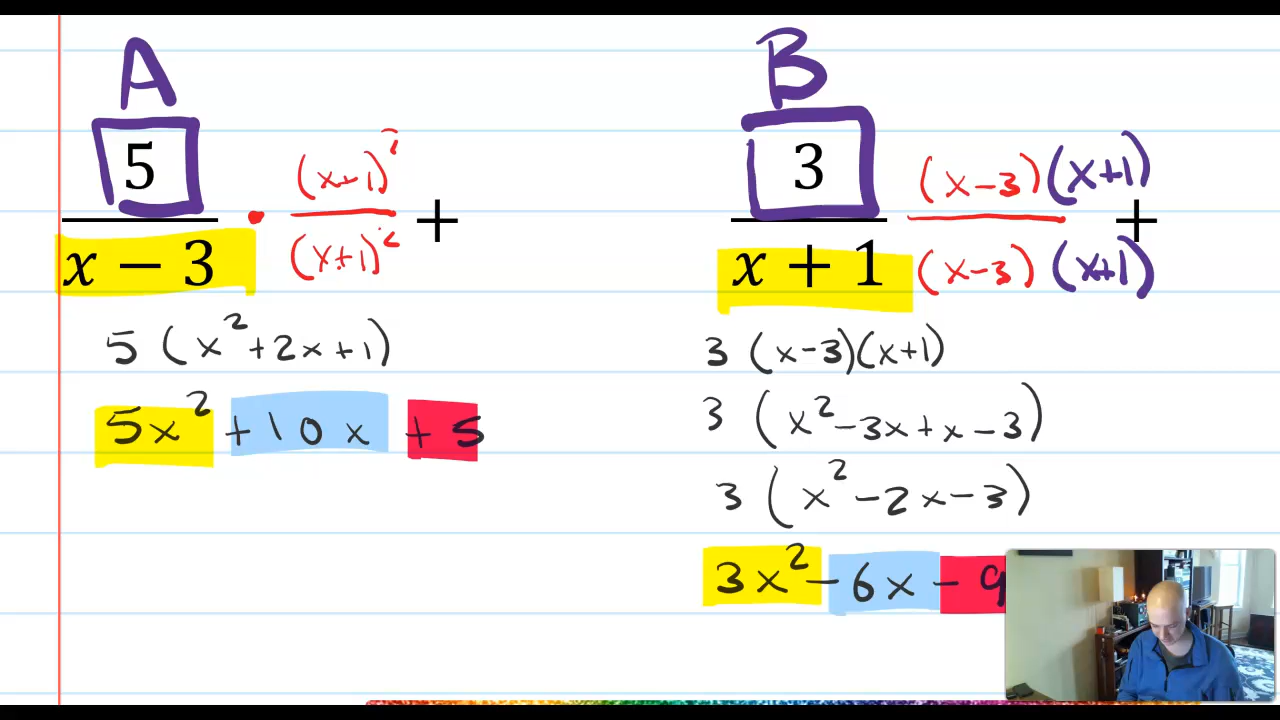 A
5
x − 3
· (x+1)²
(x+1)²
+
5 (x² + 2x + 1)
5x² + 10x + 5
B
3
x + 1
(x−3)(x+1)
(x−3)(x+1)
+
3 (x−3)(x+1)
3 (x² − 3x + x − 3)
3 (x² − 2x − 3)
3x² − 6x − 9